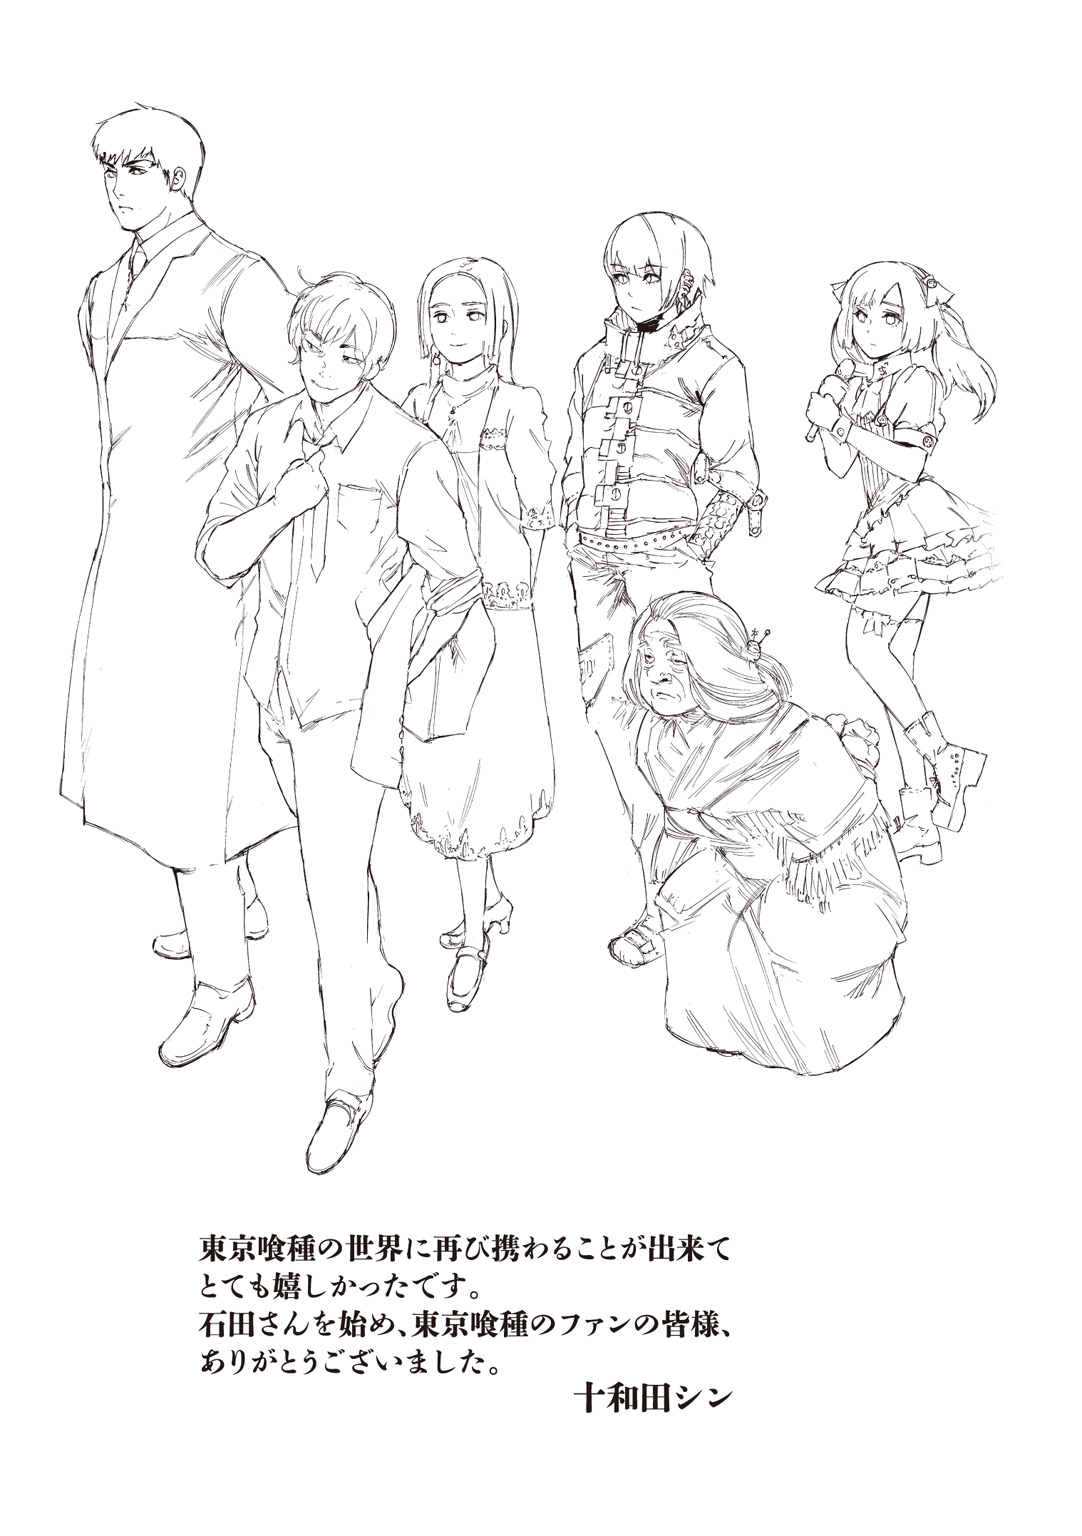 東京喰種の世界に再び携わることが出来て
とても嬉しかったです。
石田さんを始め、東京喰種のファンの皆様、
ありがとうございました。
十和田シン